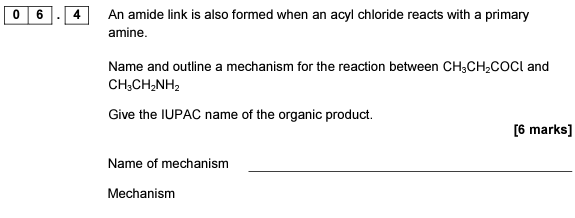 0 6 . 4 An amide link is also formed when an acyl chloride reacts with a primary
amine.
Name and outline a mechanism for the reaction between CH₃CH₂COCl and
CH₃CH₂NH₂
Give the IUPAC name of the organic product.
[6 marks]
Name of mechanism
Mechanism